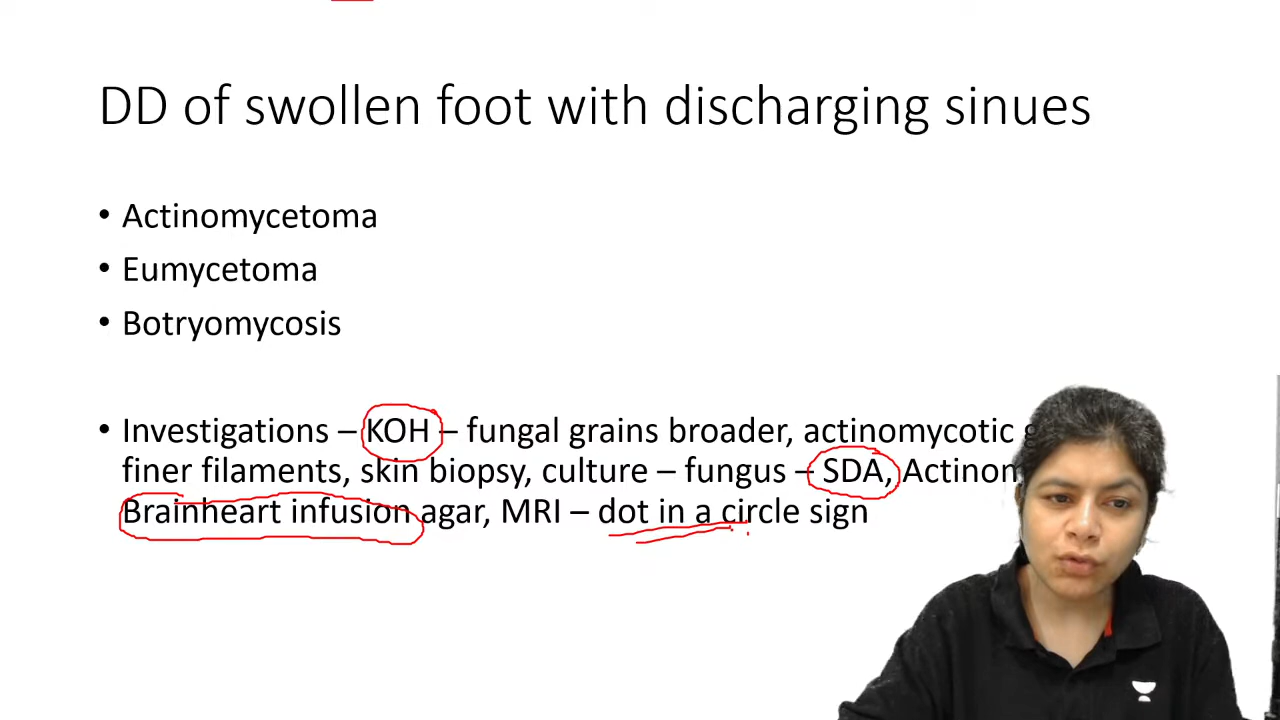 DD of swollen foot with discharging sinues
• Actinomycetoma
• Eumycetoma
• Botryomycosis
• Investigations – KOH – fungal grains broader, actinomycotic
finer filaments, skin biopsy, culture – fungus – SDA,
Brainheart infusion agar, MRI – dot in a circle sign